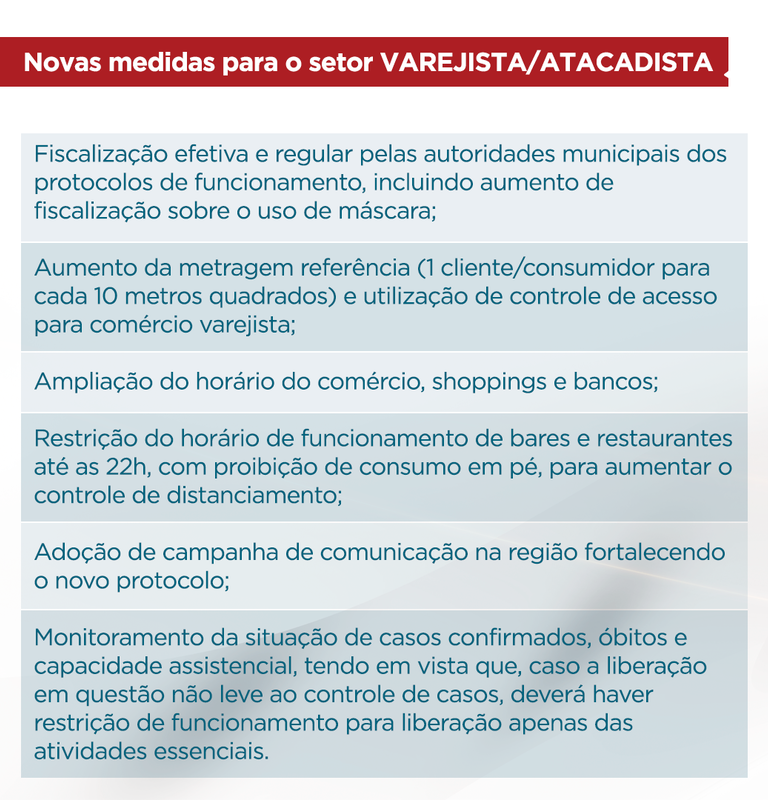 Novas medidas para o setor VAREJISTA/ATACADISTA
Fiscalização efetiva e regular pelas autoridades municipais dos
protocolos de funcionamento, incluindo aumento de
fiscalização sobre o uso de máscara;
Aumento da metragem referência (1 cliente/consumidor para
cada 10 metros quadrados) e utilização de controle de acesso
para comércio varejista;
Ampliação do horário do comércio, shoppings e bancos;
Restrição do horário de funcionamento de bares e restaurantes
até as 22h, com proibição de consumo em pé, para aumentar o
controle de distanciamento;
Adoção de campanha de comunicação na região fortalecendo
o novo protocolo;
Monitoramento da situação de casos confirmados, óbitos e
capacidade assistencial, tendo em vista que, caso a liberação
em questão não leve ao controle de casos, deverá haver
restrição de funcionamento para liberação apenas das
atividades essenciais.